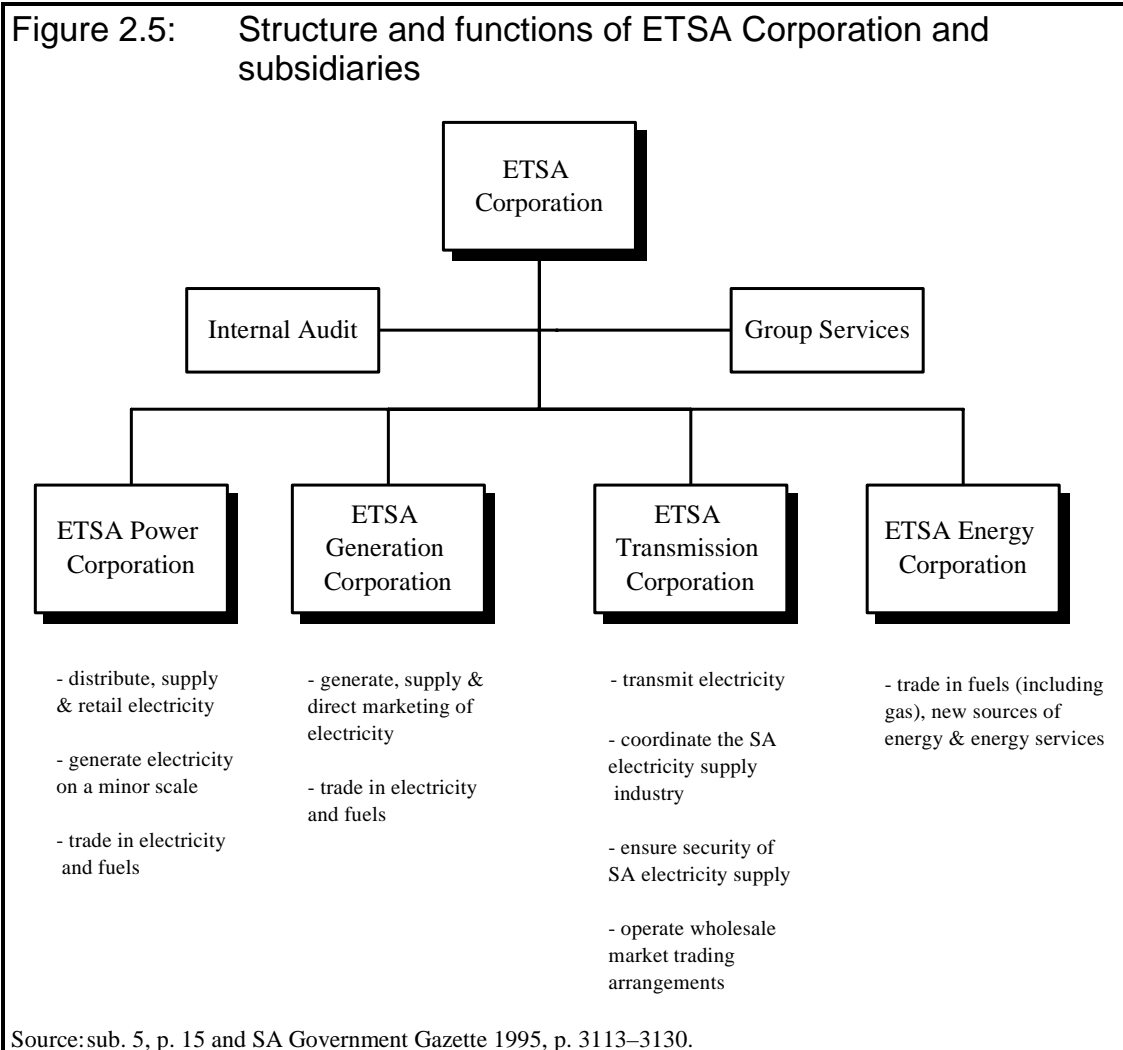 Figure 2.5: Structure and functions of ETSA Corporation and
subsidiaries
ETSA
Corporation
Internal Audit
Group Services
ETSA Power
Corporation
ETSA
Generation
Corporation
ETSA
Transmission
Corporation
ETSA Energy
Corporation
- distribute, supply
& retail electricity
- generate electricity
on a minor scale
- trade in electricity
and fuels
- generate, supply &
direct marketing of
electricity
- trade in electricity
and fuels
- transmit electricity
- coordinate the SA
electricity supply
industry
- ensure security of
SA electricity supply
- operate wholesale
market trading
arrangements
- trade in fuels (including
gas), new sources of
energy & energy services
Source: sub. 5, p. 15 and SA Government Gazette 1995, p. 3113–3130.